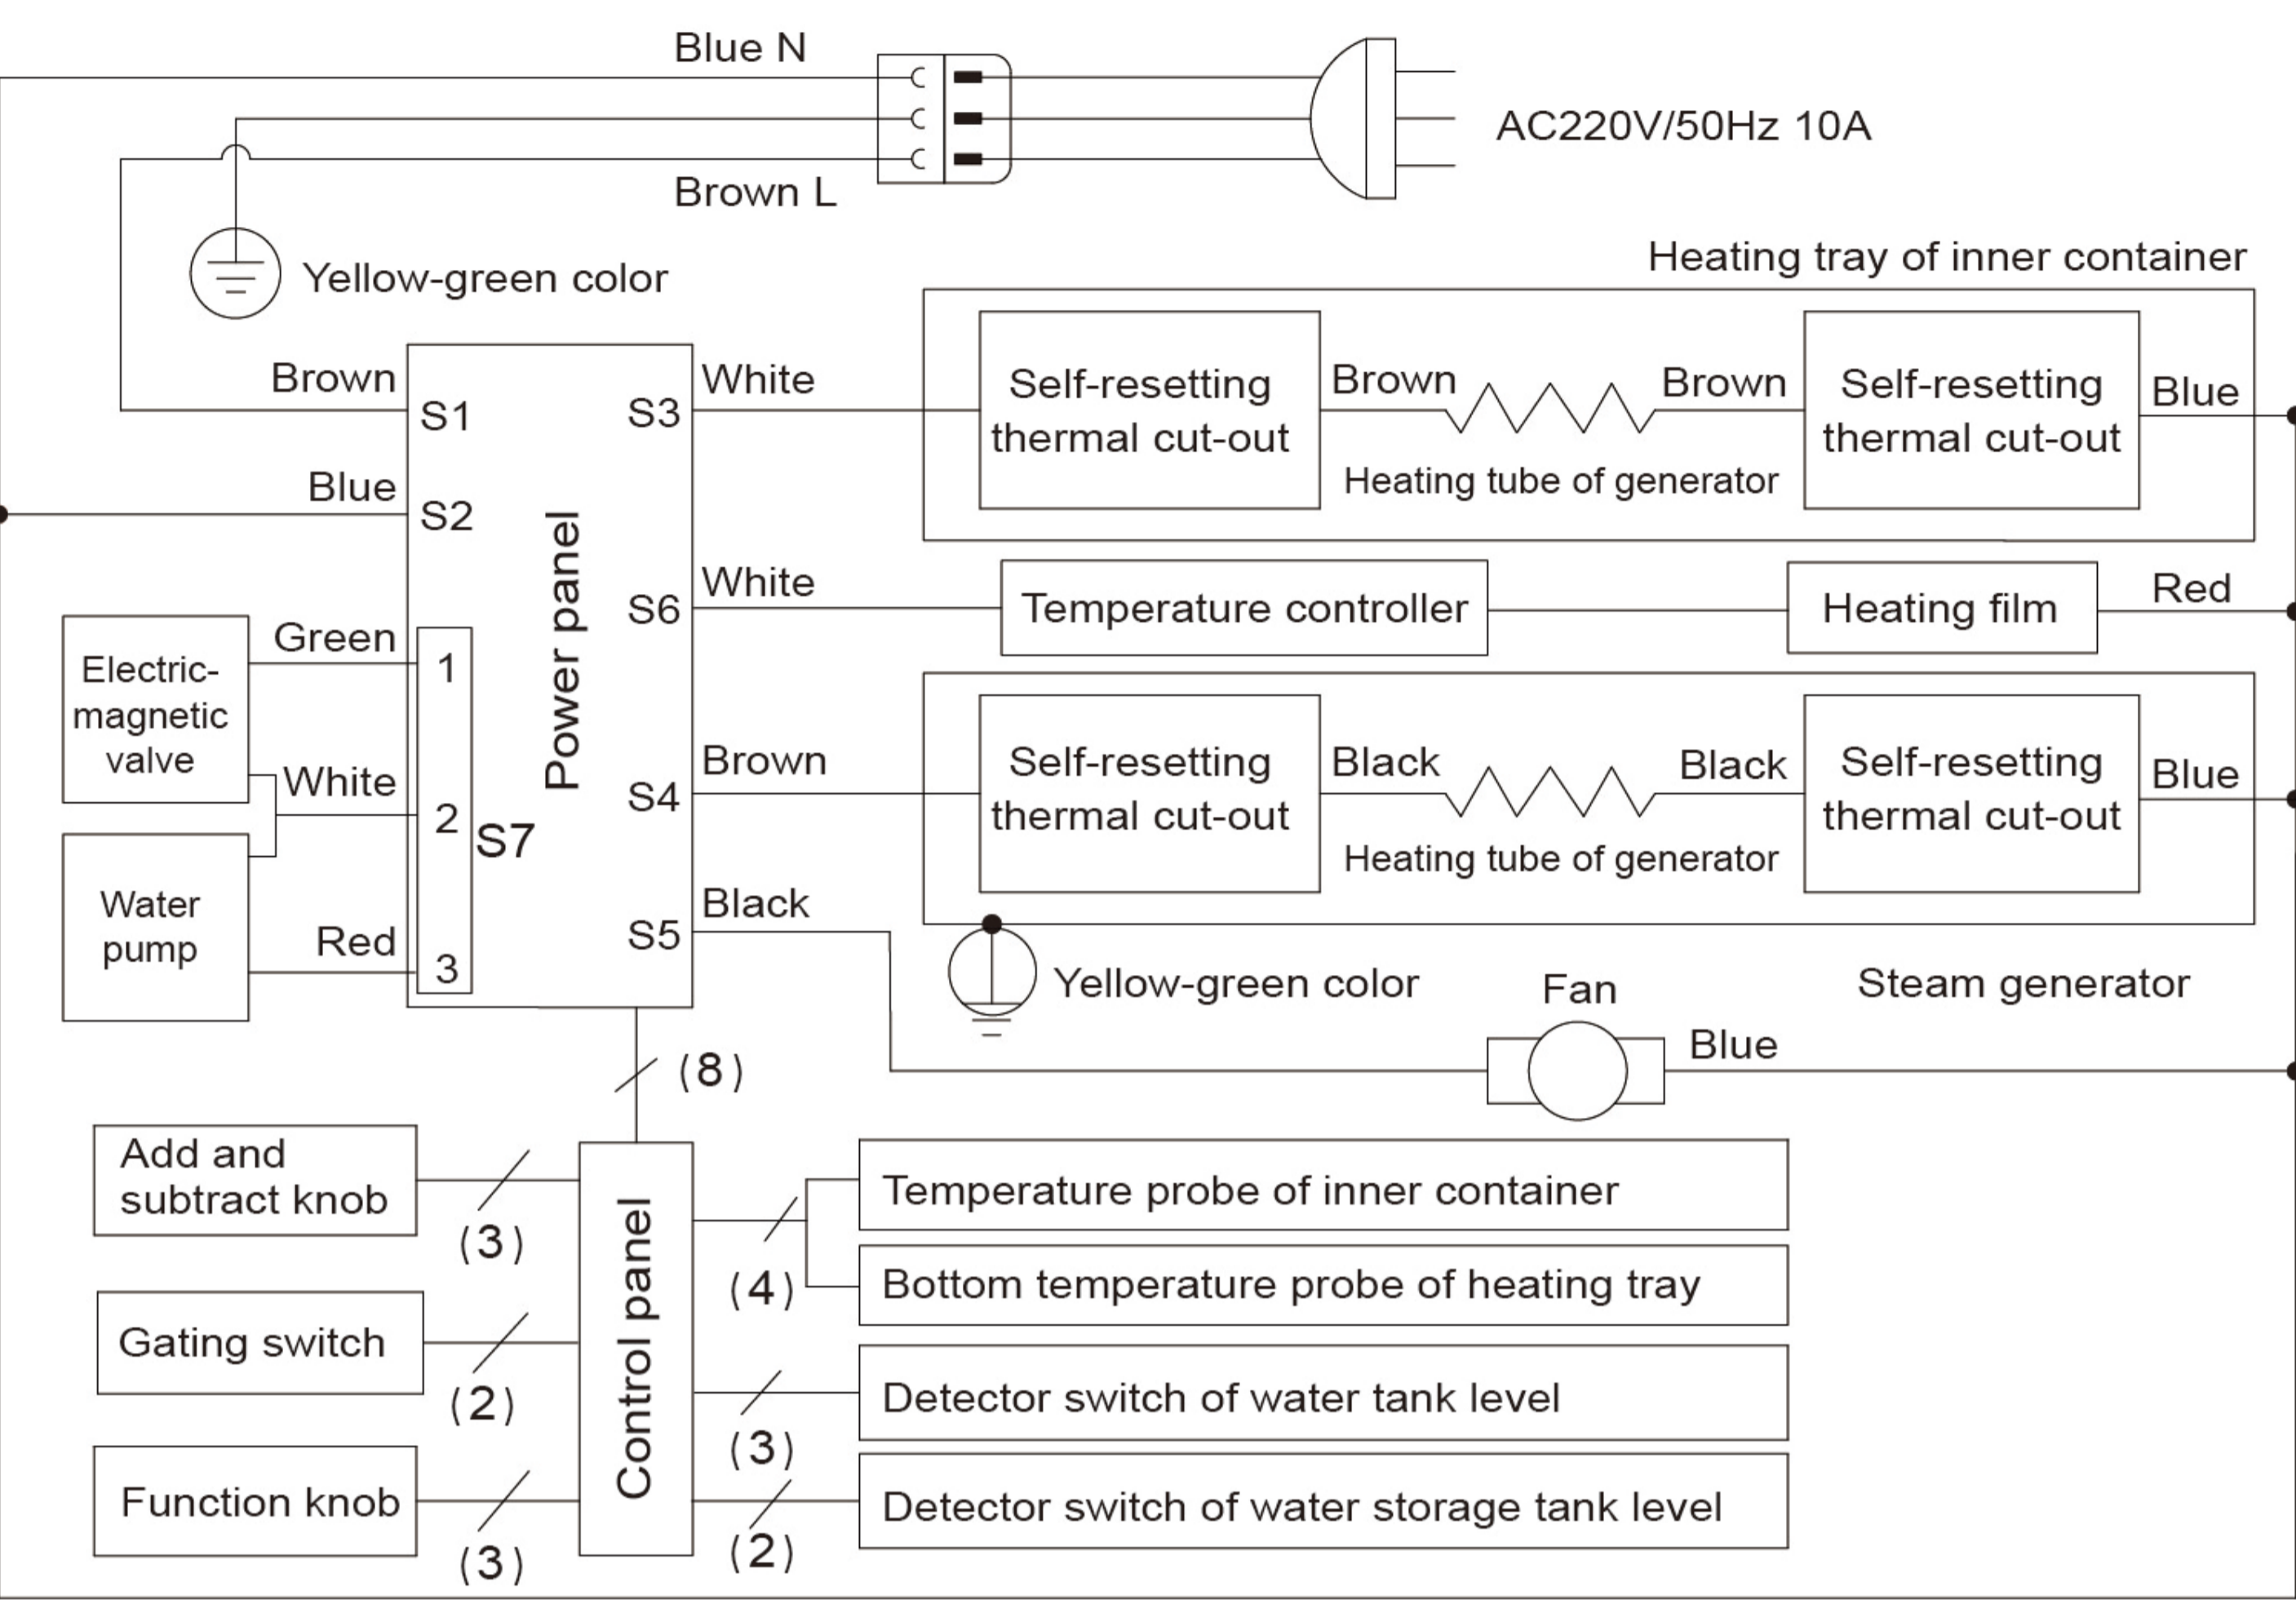 Blue N
AC220V/50Hz 10A
Brown L
Yellow-green color
Heating tray of inner container
Brown
S1
Blue
S2
Power panel
S3
White
Self-resetting
thermal cut-out
Brown
Brown
Heating tube of generator
Self-resetting
thermal cut-out
Blue
S6
White
Temperature controller
Heating film
Red
Electric-
magnetic
valve
Green
1
White
2
S7
Water
pump
Red
3
S4
Brown
Self-resetting
thermal cut-out
Black
Black
Heating tube of generator
Self-resetting
thermal cut-out
Blue
S5
Black
Yellow-green color
Steam generator
Fan
Blue
(8)
Control panel
Add and
subtract knob
(3)
Gating switch
(2)
Function knob
(3)
Temperature probe of inner container
(4)
Bottom temperature probe of heating tray
Detector switch of water tank level
(3)
Detector switch of water storage tank level
(2)